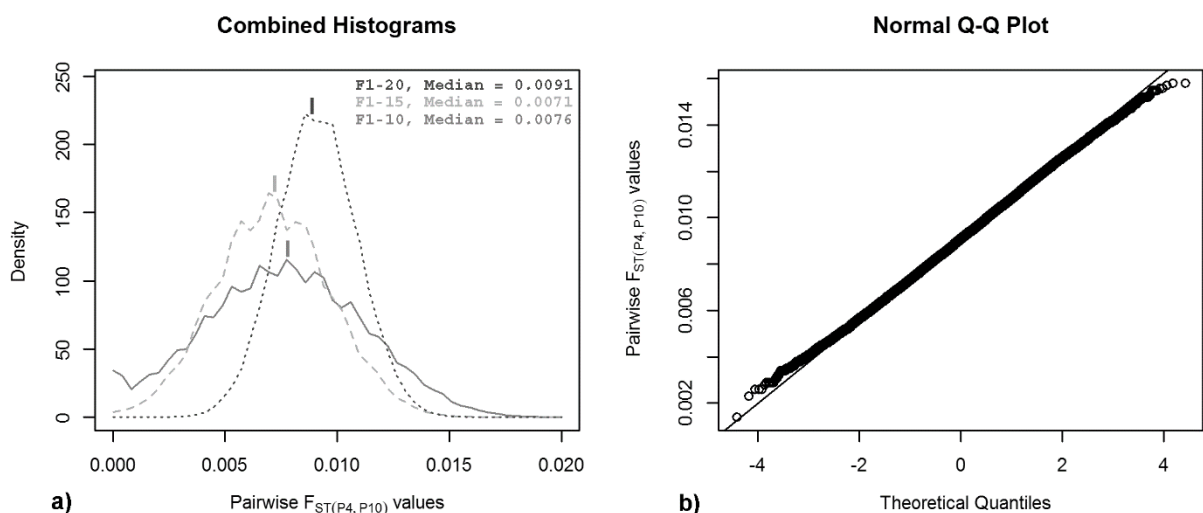 Combined Histograms
F1-20, Median = 0.0091
F1-15, Median = 0.0071
F1-10, Median = 0.0076
Density
250
200
150
100
50
0
0.000 0.005 0.010 0.015 0.020
a) Pairwise FST(P4, P10) values
Normal Q-Q Plot
Pairwise FST(P4, P10) values
0.014
0.010
0.006
0.002
-4 -2 0 2 4
b) Theoretical Quantiles